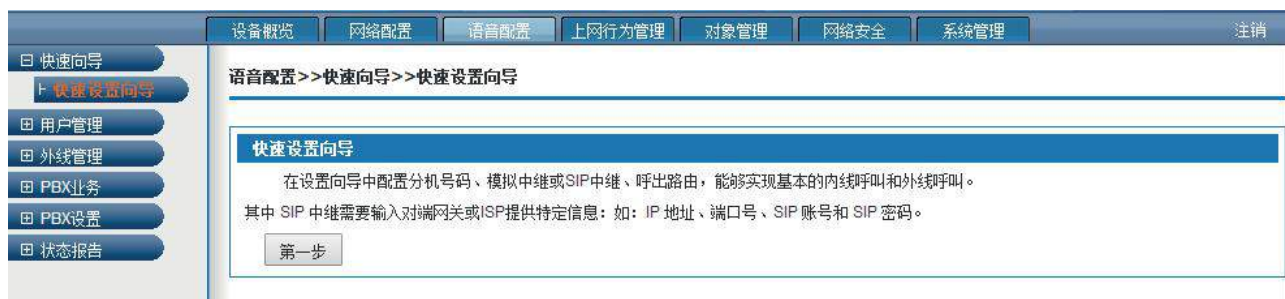 设备概览 网络配置 语音配置 上网行为管理 对象管理 网络安全 系统管理 注销
快速向导
快速设置向导
用户管理
外线管理
PBX业务
PBX设置
状态报告
语音配置>>快速向导>>快速设置向导
快速设置向导
在设置向导中配置分机号码、模拟中继或SIP中继、呼出路由，能够实现基本的内线呼叫和外线呼叫。
其中 SIP 中继需要输入对端网关或ISP提供特定信息：如：IP 地址、端口号、SIP 账号和 SIP 密码。
第一步